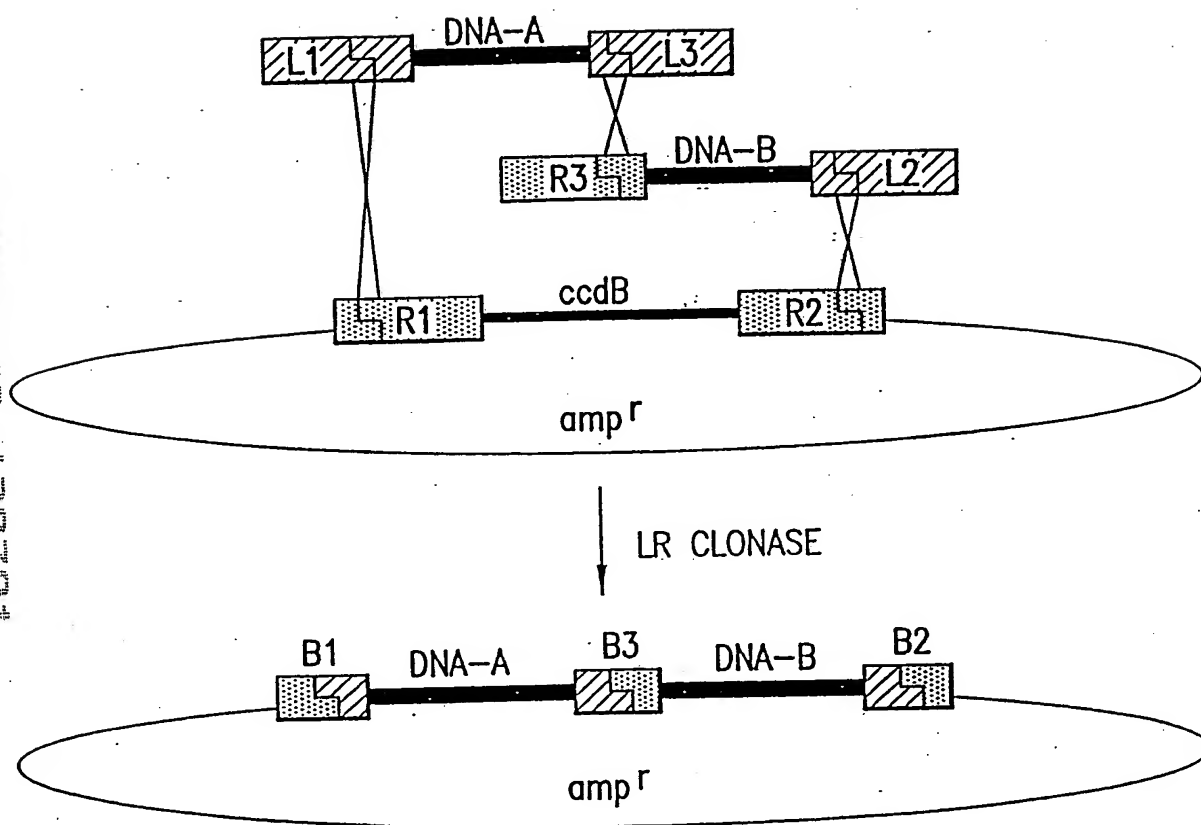 DNA-A
L1
L3
DNA-B
R3
L2
ccdB
R1
R2
amp r
LR CLONASE
B1
B3
B2
DNA-A
DNA-B
amp r